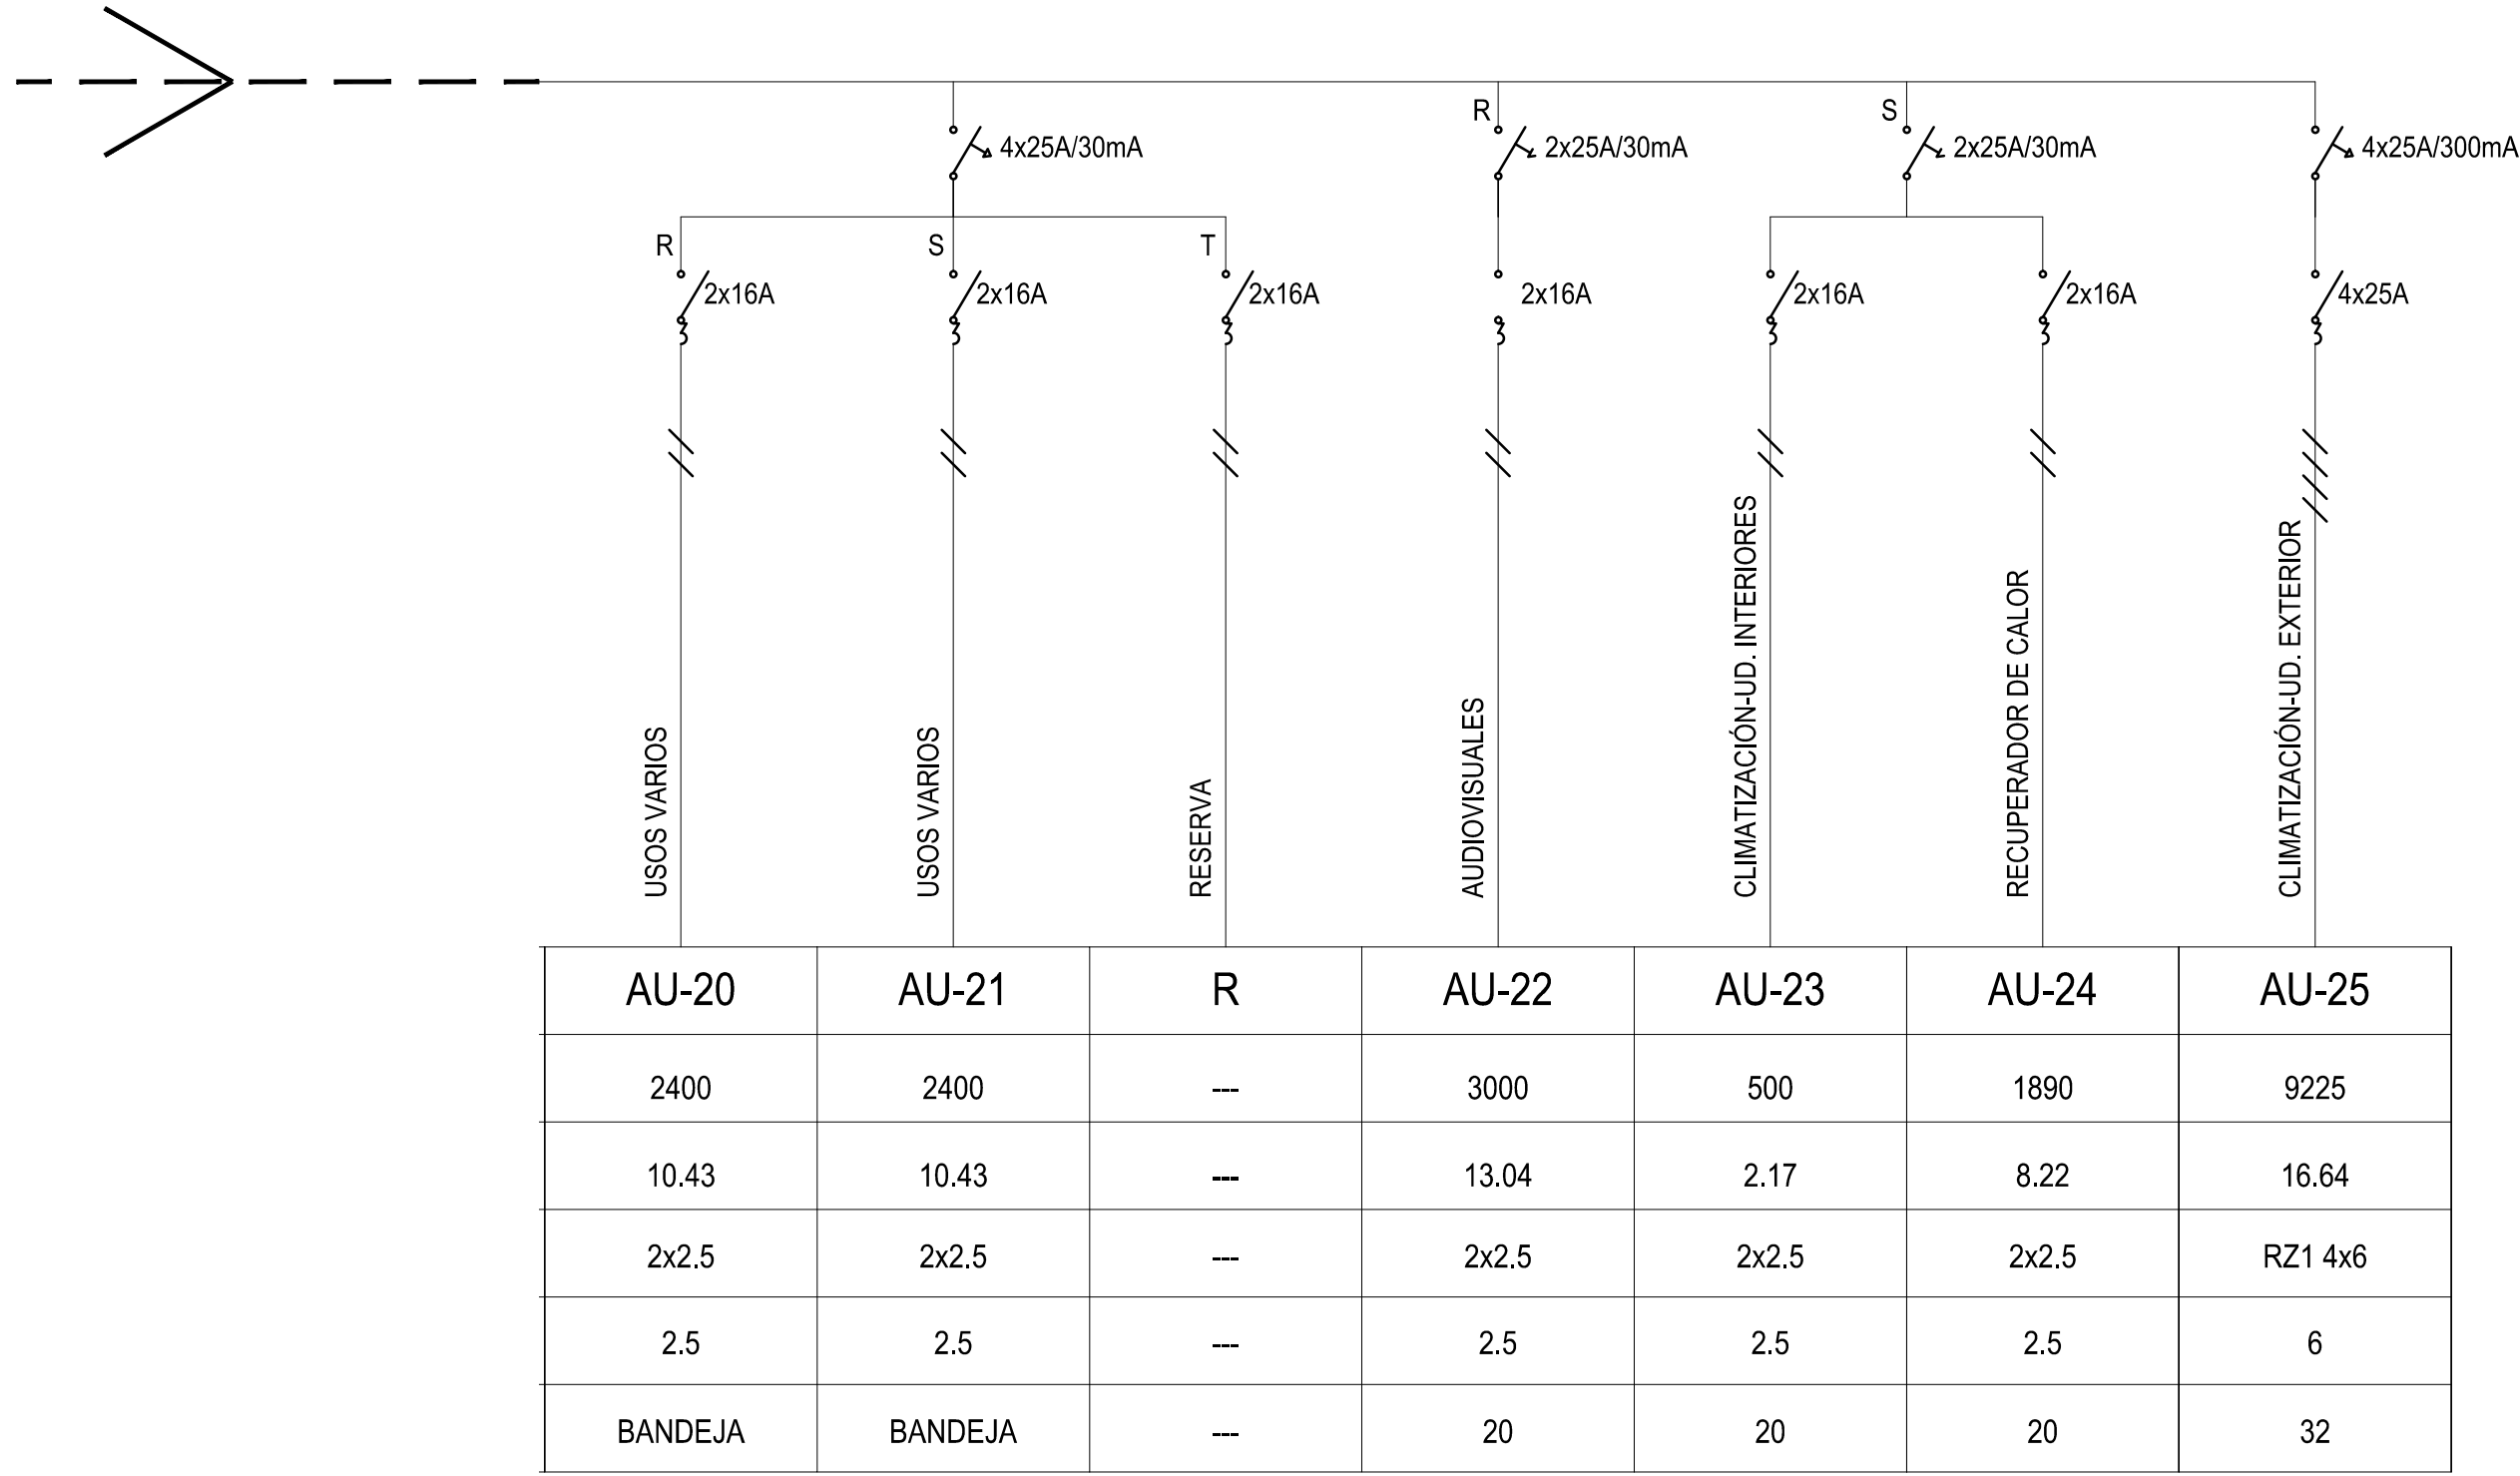 R
S
4x25A/30mA
2x25A/30mA
2x25A/30mA
4x25A/300mA
R
S
T
2x16A
2x16A
2x16A
2x16A
2x16A
2x16A
4x25A
USOS VARIOS
USOS VARIOS
RESERVA
AUDIOVISUALES
CLIMATIZACIÓN-UD. INTERIORES
RECUPERADOR DE CALOR
CLIMATIZACIÓN-UD. EXTERIOR
AU-20 AU-21 R AU-22 AU-23 AU-24 AU-25
2400 2400 --- 3000 500 1890 9225
10.43 10.43 --- 13.04 2.17 8.22 16.64
2x2.5 2x2.5 --- 2x2.5 2x2.5 2x2.5 RZ1 4x6
2.5 2.5 --- 2.5 2.5 2.5 6
BANDEJA BANDEJA --- 20 20 20 32